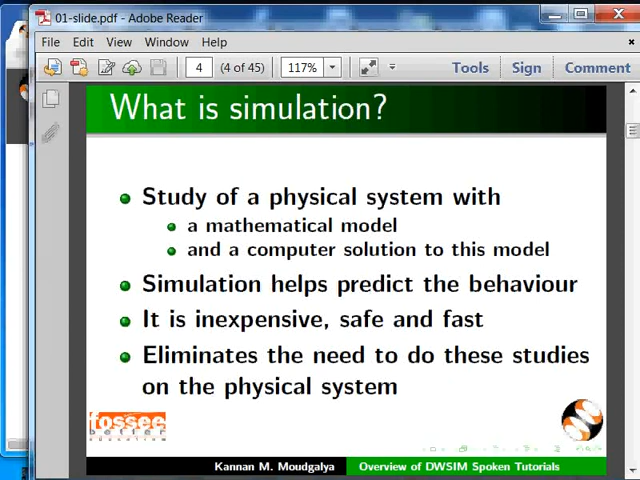 01-slide.pdf - Adobe Reader
File Edit View Window Help
4 (4 of 45) 117% Tools Sign Comment
What is simulation?
Study of a physical system with
a mathematical model
and a computer solution to this model
Simulation helps predict the behaviour
It is inexpensive, safe and fast
Eliminates the need to do these studies
on the physical system
fossee
Kannan M. Moudgalya Overview of DWSIM Spoken Tutorials